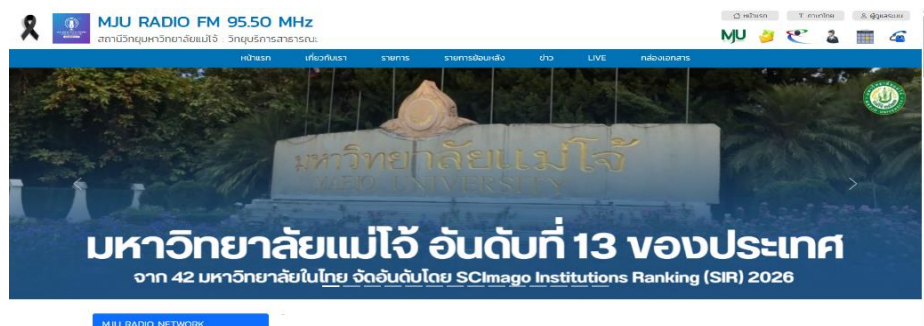 MJU RADIO FM 95.50 MHz
สถานีวิทยุมหาวิทยาลัยแม่โจ้ : วิทยุบริการสาธารณะ
หน้าแรก ภาษาไทย ผู้ดูแลระบบ
MJU
หน้าแรก เกี่ยวกับเรา รายการ รายการย้อนหลัง ข่าว LIVE กล่องเอกสาร
มหาวิทยาลัยแม่โจ้
MAEJO UNIVERSITY
มหาวิทยาลัยแม่โจ้ อันดับที่ 13 ของประเทศ
จาก 42 มหาวิทยาลัยในไทย จัดอันดับโดย SCImago Institutions Ranking (SIR) 2026
MJU RADIO NETWORK